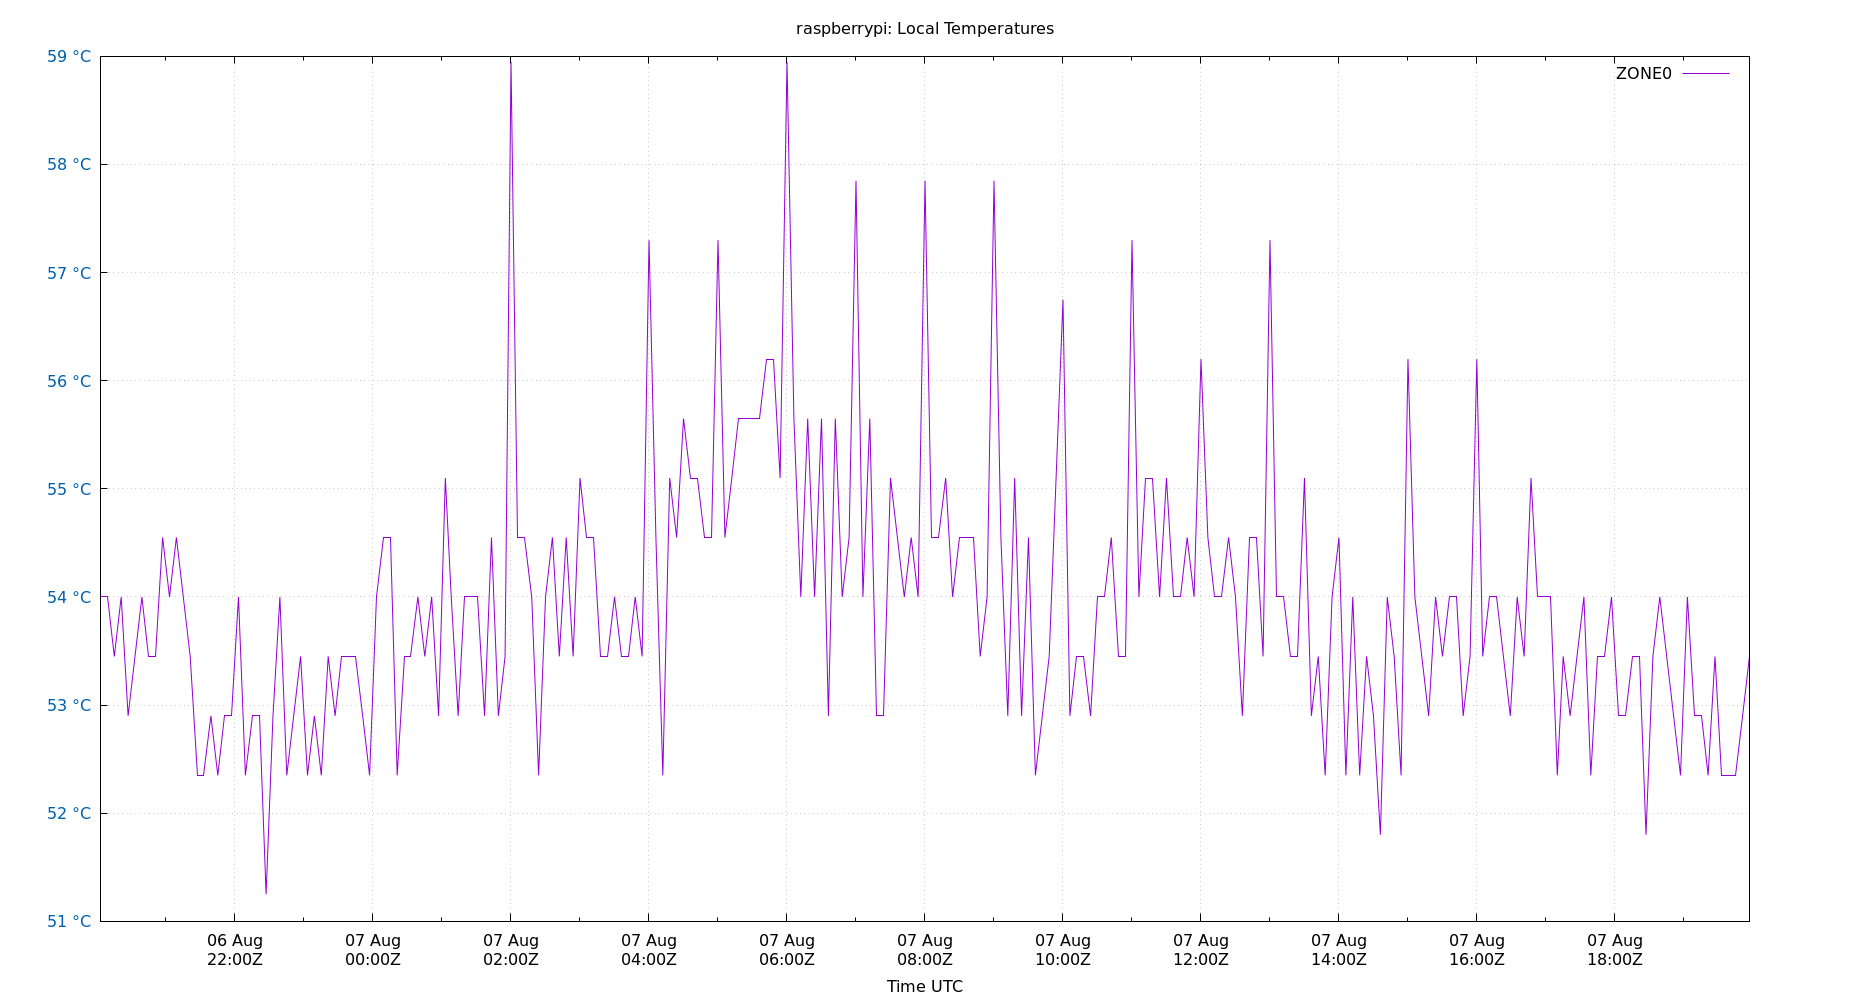 raspberrypi: Local Temperatures
59 °C
ZONE0
58 °C
57 °C
56 °C
55 °C
54 °C
53 °C
52 °C
51 °C
06 Aug 07 Aug 07 Aug 07 Aug 07 Aug 07 Aug 07 Aug 07 Aug 07 Aug 07 Aug 07 Aug
22:00Z 00:00Z 02:00Z 04:00Z 06:00Z 08:00Z 10:00Z 12:00Z 14:00Z 16:00Z 18:00Z
Time UTC